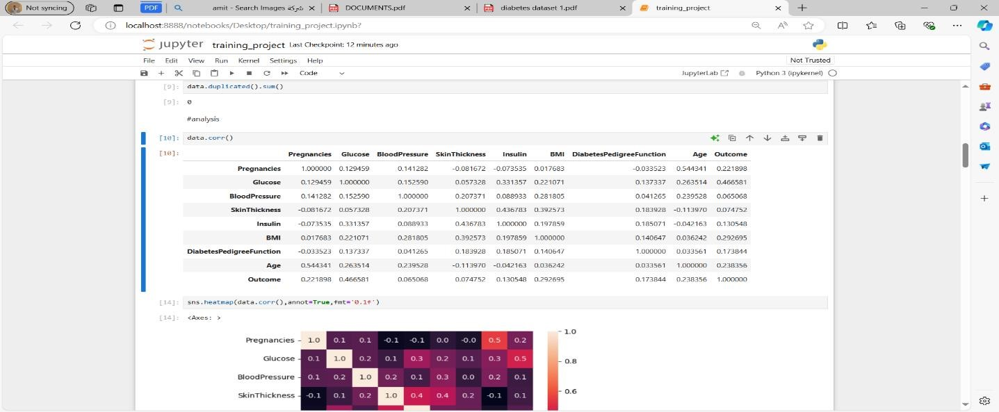 Not syncing PDF amit - Search Images شركة DOCUMENTS.pdf diabetes dataset 1.pdf training_project
localhost:8888/notebooks/Desktop/training_project.ipynb?
jupyter training_project Last Checkpoint: 12 minutes ago
File Edit View Run Kernel Settings Help Not Trusted
Code JupyterLab Python 3 (ipykernel)
[9]: data.duplicated().sum()
[9]: 0
#analysis
[10]: data.corr()
[10]: Pregnancies Glucose BloodPressure SkinThickness Insulin BMI DiabetesPedigreeFunction Age Outcome
Pregnancies 1.000000 0.129459 0.141282 -0.081672 -0.073535 0.017683 -0.033523 0.544341 0.221898
Glucose 0.129459 1.000000 0.152590 0.057328 0.331357 0.221071 0.137337 0.263514 0.466581
BloodPressure 0.141282 0.152590 1.000000 0.207371 0.088933 0.281805 0.041265 0.239528 0.065068
SkinThickness -0.081672 0.057328 0.207371 1.000000 0.436783 0.392573 0.183928 -0.113970 0.074752
Insulin -0.073535 0.331357 0.088933 0.436783 1.000000 0.197859 0.185071 -0.042163 0.130548
BMI 0.017683 0.221071 0.281805 0.392573 0.197859 1.000000 0.140647 0.036242 0.292695
DiabetesPedigreeFunction -0.033523 0.137337 0.041265 0.183928 0.185071 0.140647 1.000000 0.033561 0.173844
Age 0.544341 0.263514 0.239528 -0.113970 -0.042163 0.036242 0.033561 1.000000 0.238356
Outcome 0.221898 0.466581 0.065068 0.074752 0.130548 0.292695 0.173844 0.238356 1.000000
[14]: sns.heatmap(data.corr(),annot=True,fmt='0.1f')
[14]: <Axes: >
Pregnancies 1.0 0.1 0.1 -0.1 -0.1 0.0 -0.0 0.5 0.2 1.0
Glucose 0.1 1.0 0.2 0.1 0.3 0.2 0.1 0.3 0.5 0.8
BloodPressure 0.1 0.2 1.0 0.2 0.1 0.3 0.0 0.2 0.1
SkinThickness -0.1 0.1 0.2 1.0 0.4 0.4 0.2 -0.1 0.1 0.6